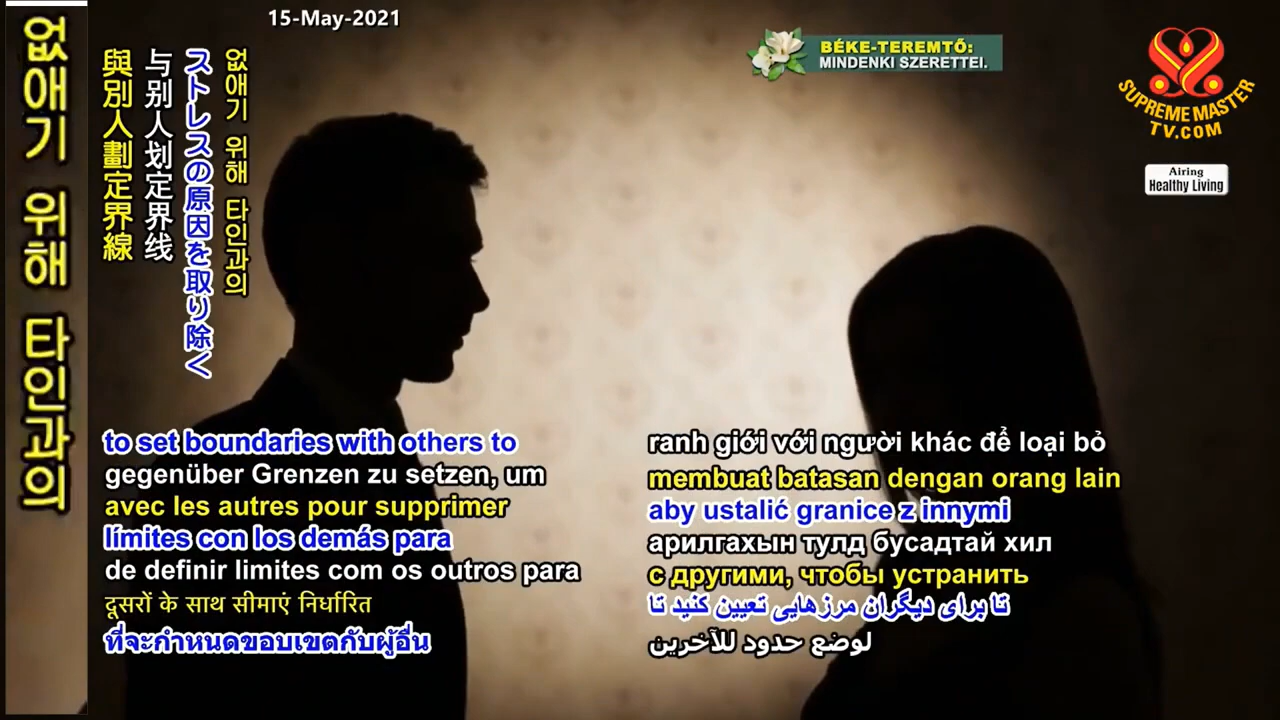 15-May-2021
없애기 위해 타인과의
없애기 위해 타인과의
ストレスの原因を取り除く
与别人划定界线
與別人劃定界線
BÉKE-TEREMTŐ:
MINDENKI SZERETTEI.
SUPREME MASTER
TV.COM
Airing
Healthy Living
to set boundaries with others to
gegenüber Grenzen zu setzen, um
avec les autres pour supprimer
límites con los demás para
de definir limites com os outros para
दूसरों के साथ सीमाएं निर्धारित
ที่จะกำหนดขอบเขตกับผู้อื่น
ranh giới với người khác để loại bỏ
membuat batasan dengan orang lain
aby ustalić granice z innymi
арилгахын тулд бусадтай хил
с другими, чтобы устранить
تا برای دیگران مرزهایی تعیین کنید تا
لوضع حدود للآخرين